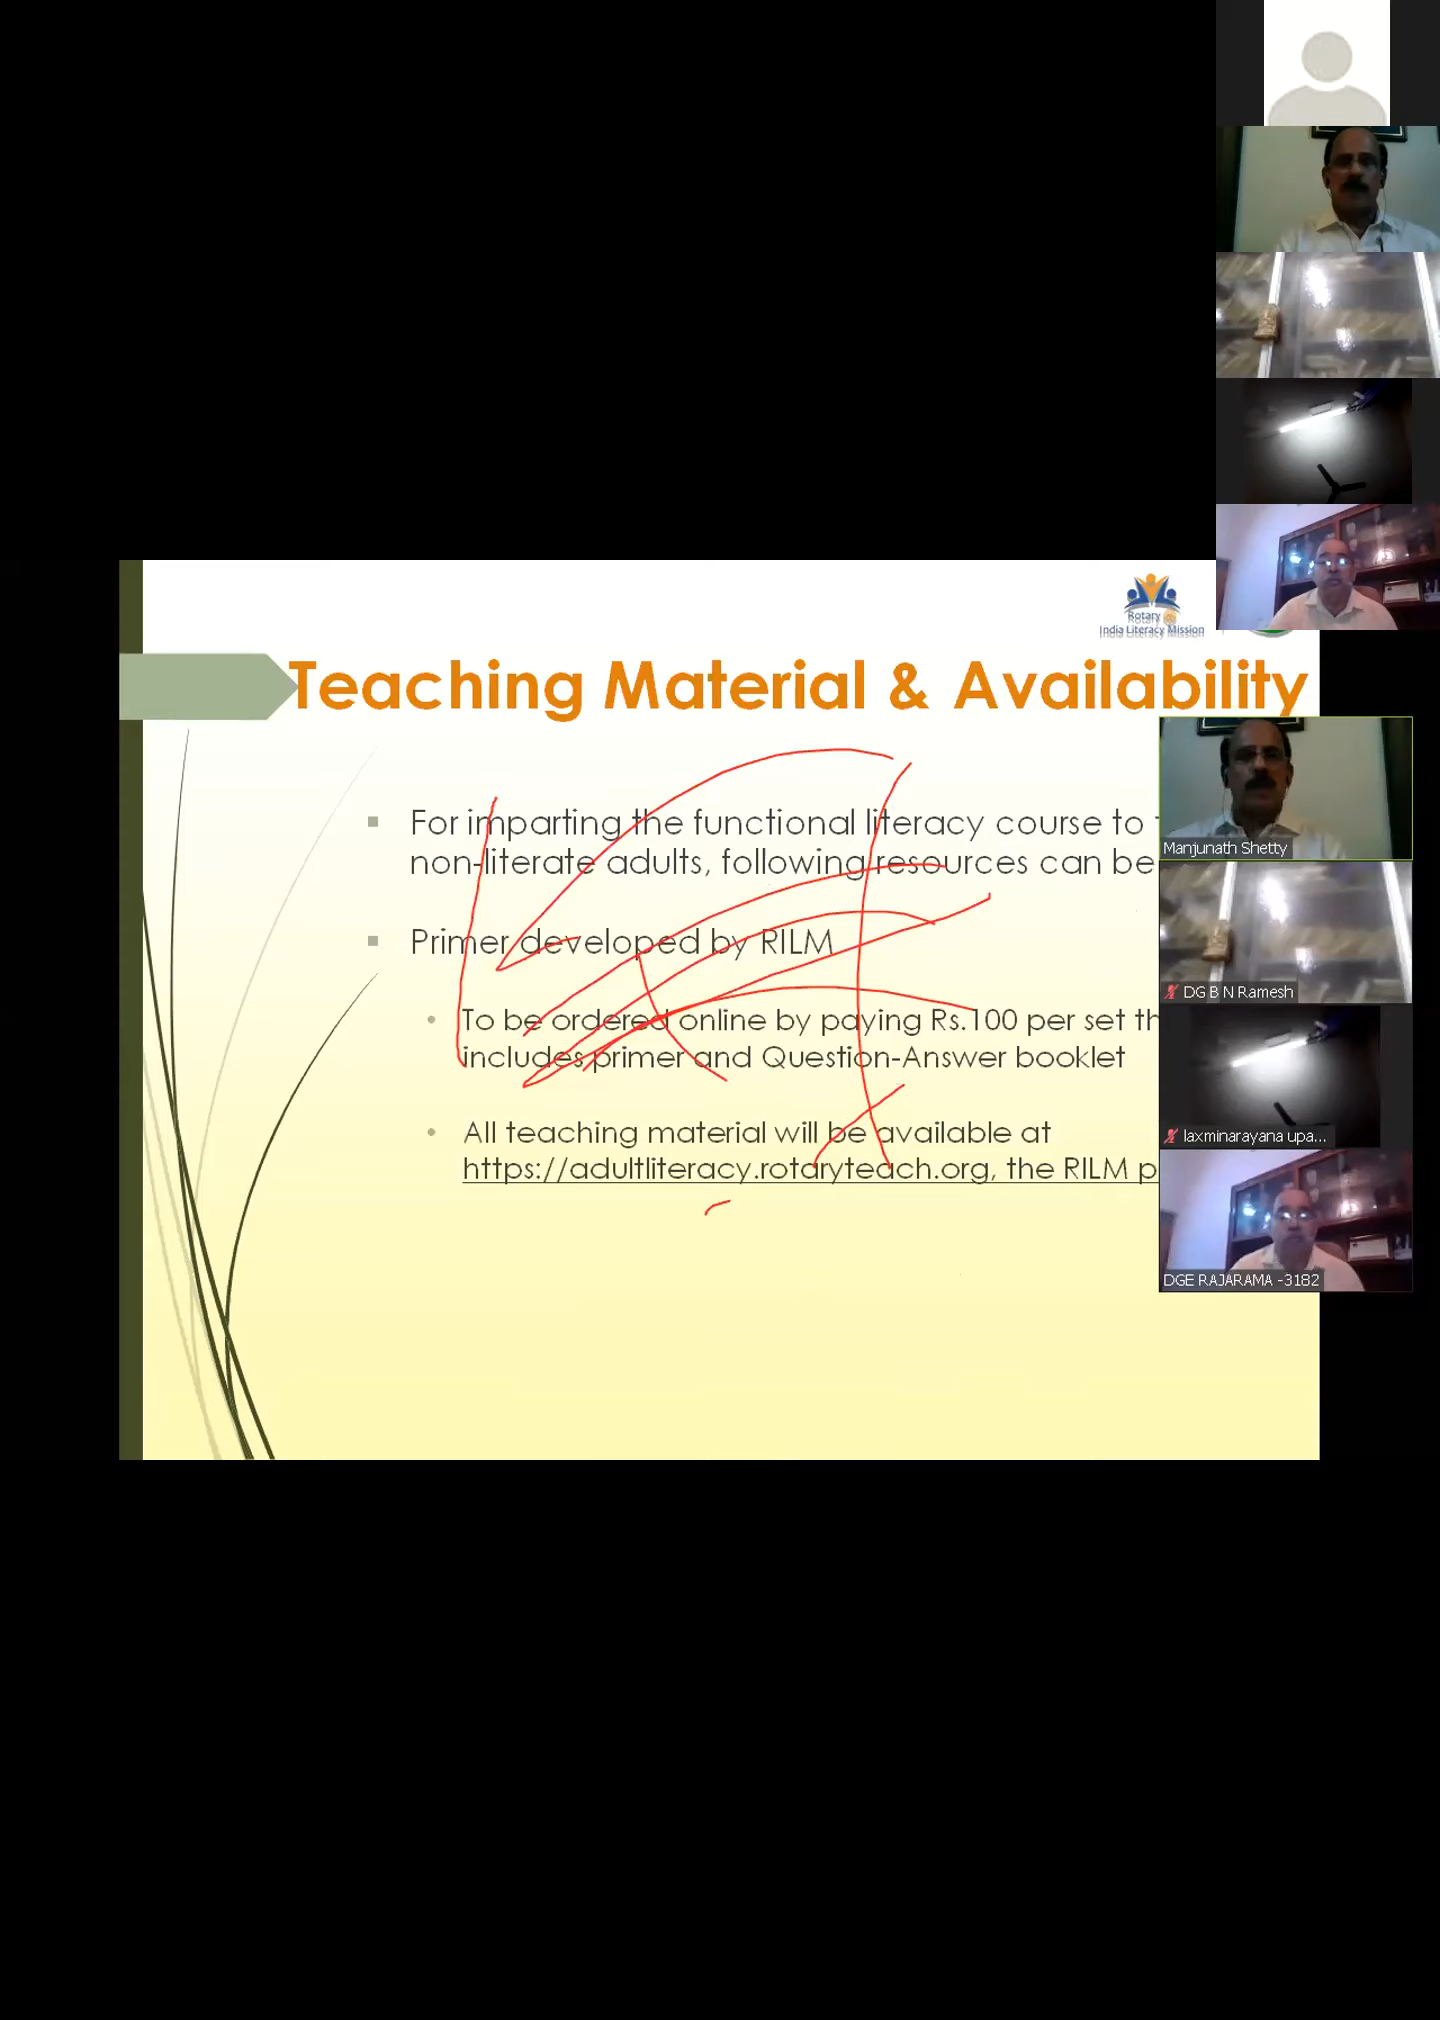 Rotary
India Literacy Mission
Teaching Material & Availability
For imparting the functional literacy course to
non-literate adults, following resources can be
Primer developed by RILM
To be ordered online by paying Rs.100 per set
includes primer and Question-Answer booklet
All teaching material will be available at
https://adultliteracy.rotaryteach.org, the RILM
Manjunath Shetty
DG B N Ramesh
laxminarayana upa...
DGE RAJARAMA -3182